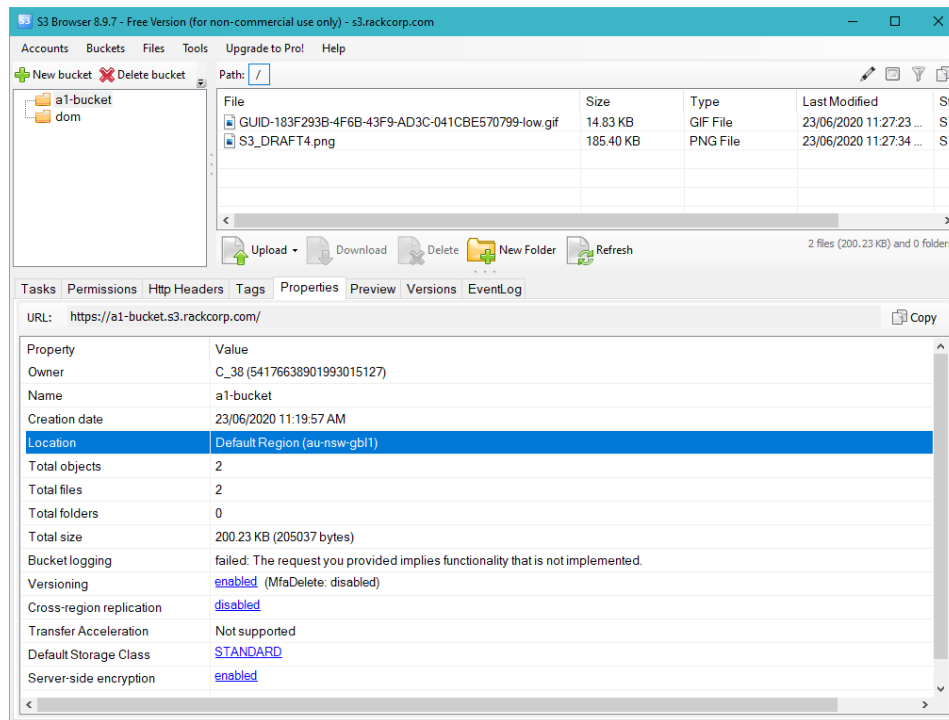 S3 Browser 8.9.7 - Free Version (for non-commercial use only) - s3.rackcorp.com
Accounts Buckets Files Tools Upgrade to Pro! Help
New bucket Delete bucket Path: /
a1-bucket
dom
File Size Type Last Modified
GUID-183F293B-4F6B-43F9-AD3C-041CBE570799-low.gif 14.83 KB GIF File 23/06/2020 11:27:23 ...
S3_DRAFT4.png 185.40 KB PNG File 23/06/2020 11:27:34 ...
Upload Download Delete New Folder Refresh 2 files (200.23 KB) and 0 folder
Tasks Permissions Http Headers Tags Properties Preview Versions EventLog
URL: https://a1-bucket.s3.rackcorp.com/ Copy
Property Value
Owner C_38 (54176638901993015127)
Name a1-bucket
Creation date 23/06/2020 11:19:57 AM
Location Default Region (au-nsw-gbl1)
Total objects 2
Total files 2
Total folders 0
Total size 200.23 KB (205037 bytes)
Bucket logging failed: The request you provided implies functionality that is not implemented.
Versioning enabled (MfaDelete: disabled)
Cross-region replication disabled
Transfer Acceleration Not supported
Default Storage Class STANDARD
Server-side encryption enabled